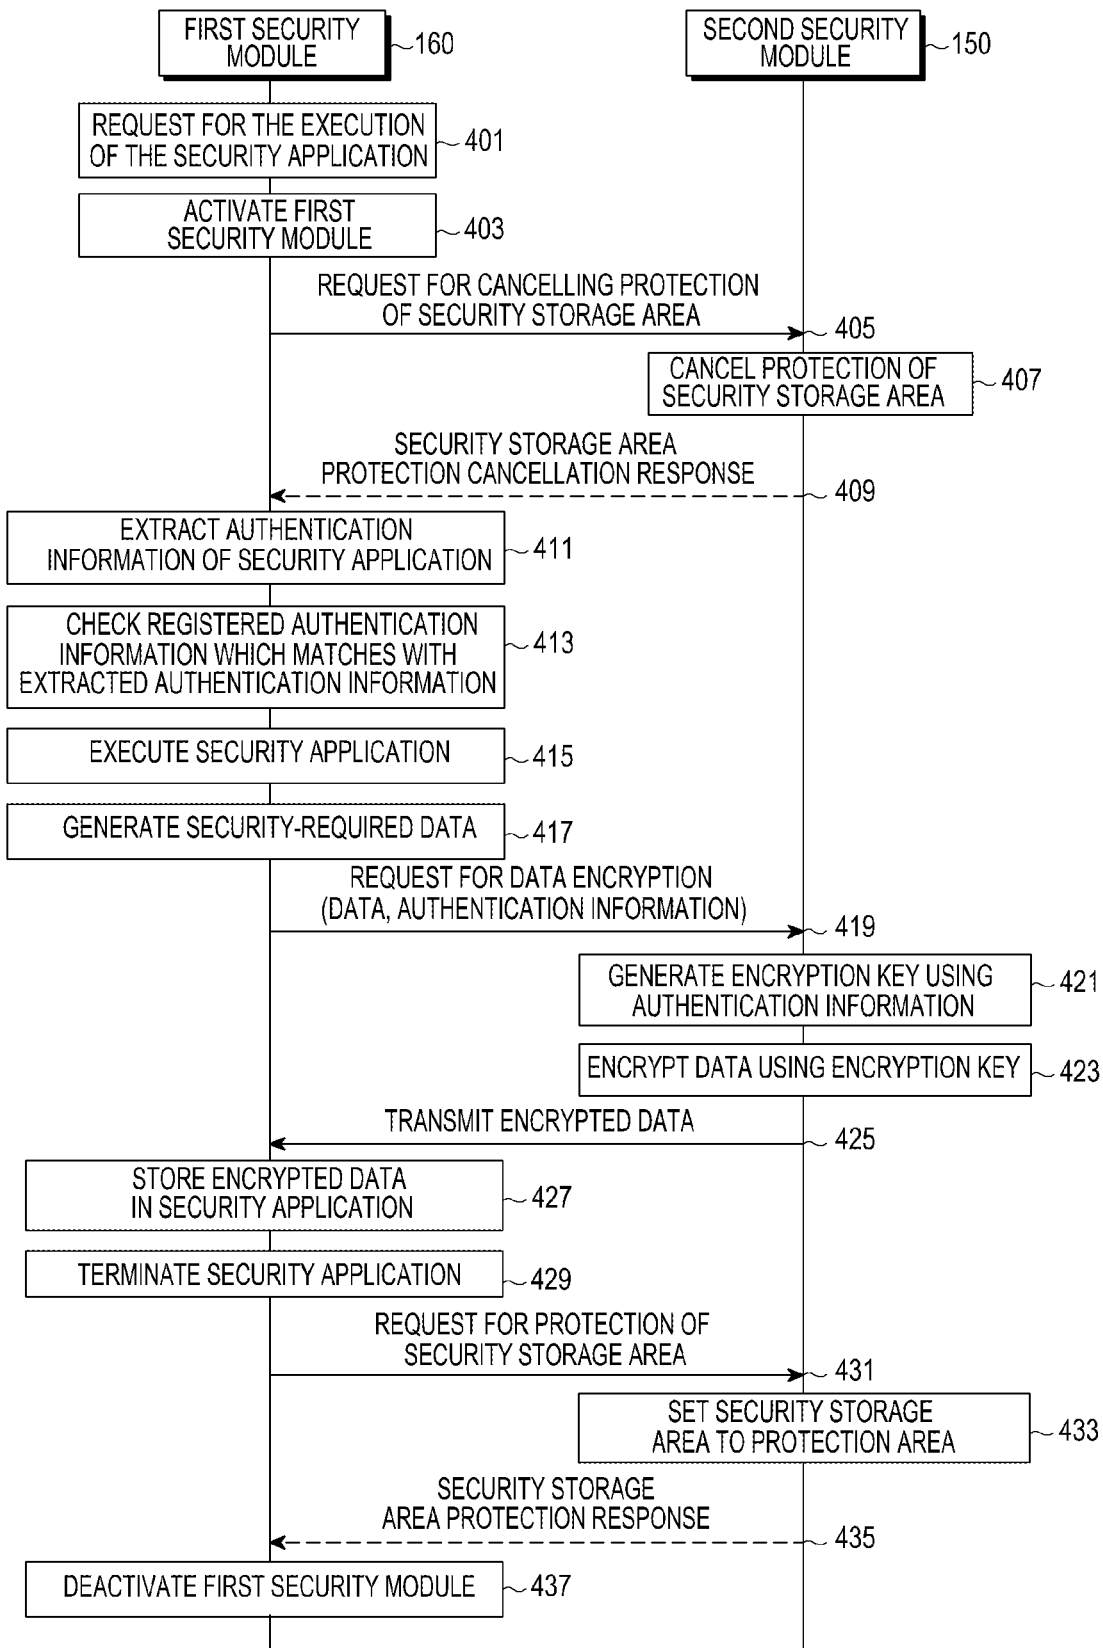 FIRST SECURITY
MODULE
160
SECOND SECURITY
MODULE
150
REQUEST FOR THE EXECUTION
OF THE SECURITY APPLICATION
401
ACTIVATE FIRST
SECURITY MODULE
403
REQUEST FOR CANCELLING PROTECTION
OF SECURITY STORAGE AREA
405
CANCEL PROTECTION OF
SECURITY STORAGE AREA
407
SECURITY STORAGE AREA
PROTECTION CANCELLATION RESPONSE
409
EXTRACT AUTHENTICATION
INFORMATION OF SECURITY APPLICATION
411
CHECK REGISTERED AUTHENTICATION
INFORMATION WHICH MATCHES WITH
EXTRACTED AUTHENTICATION INFORMATION
413
EXECUTE SECURITY APPLICATION
415
GENERATE SECURITY-REQUIRED DATA
417
REQUEST FOR DATA ENCRYPTION
(DATA, AUTHENTICATION INFORMATION)
419
GENERATE ENCRYPTION KEY USING
AUTHENTICATION INFORMATION
421
ENCRYPT DATA USING ENCRYPTION KEY
423
TRANSMIT ENCRYPTED DATA
425
STORE ENCRYPTED DATA
IN SECURITY APPLICATION
427
TERMINATE SECURITY APPLICATION
429
REQUEST FOR PROTECTION OF
SECURITY STORAGE AREA
431
SET SECURITY STORAGE
AREA TO PROTECTION AREA
433
SECURITY STORAGE
AREA PROTECTION RESPONSE
435
DEACTIVATE FIRST SECURITY MODULE
437